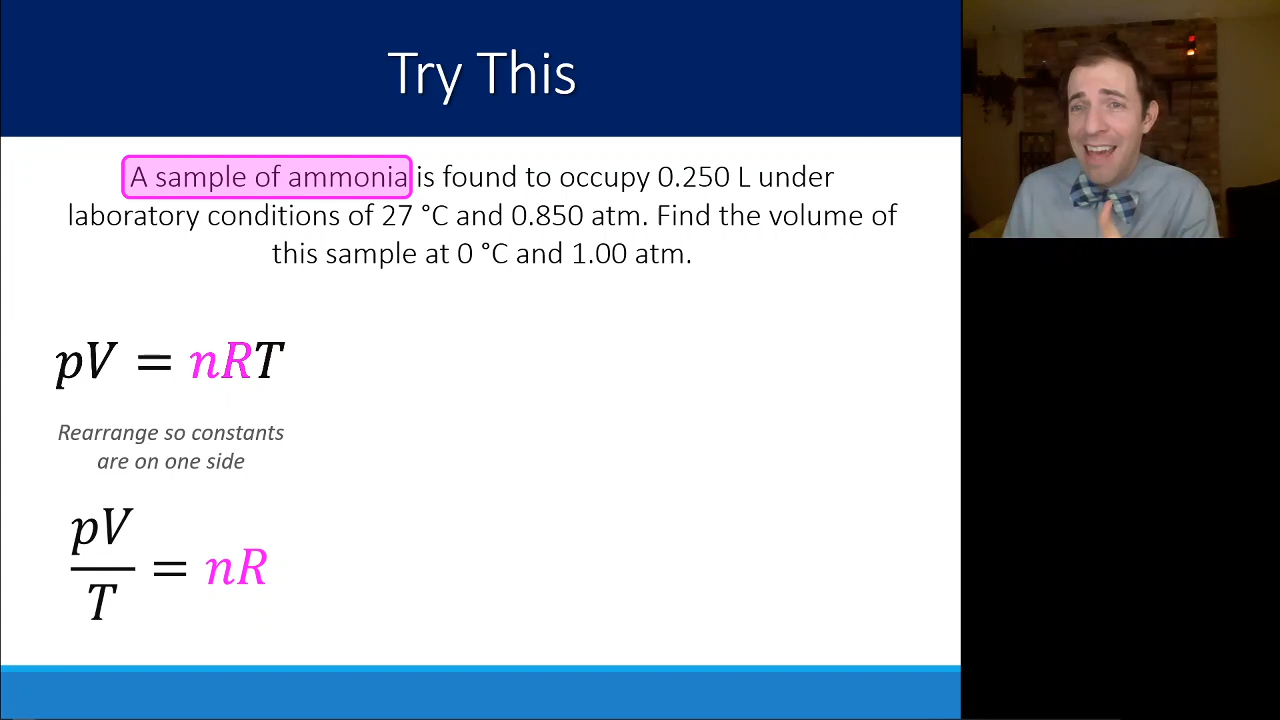 Try This
A sample of ammonia is found to occupy 0.250 L under
laboratory conditions of 27 °C and 0.850 atm. Find the volume of
this sample at 0 °C and 1.00 atm.
pV = nRT
Rearrange so constants
are on one side
pV
— = nR
T